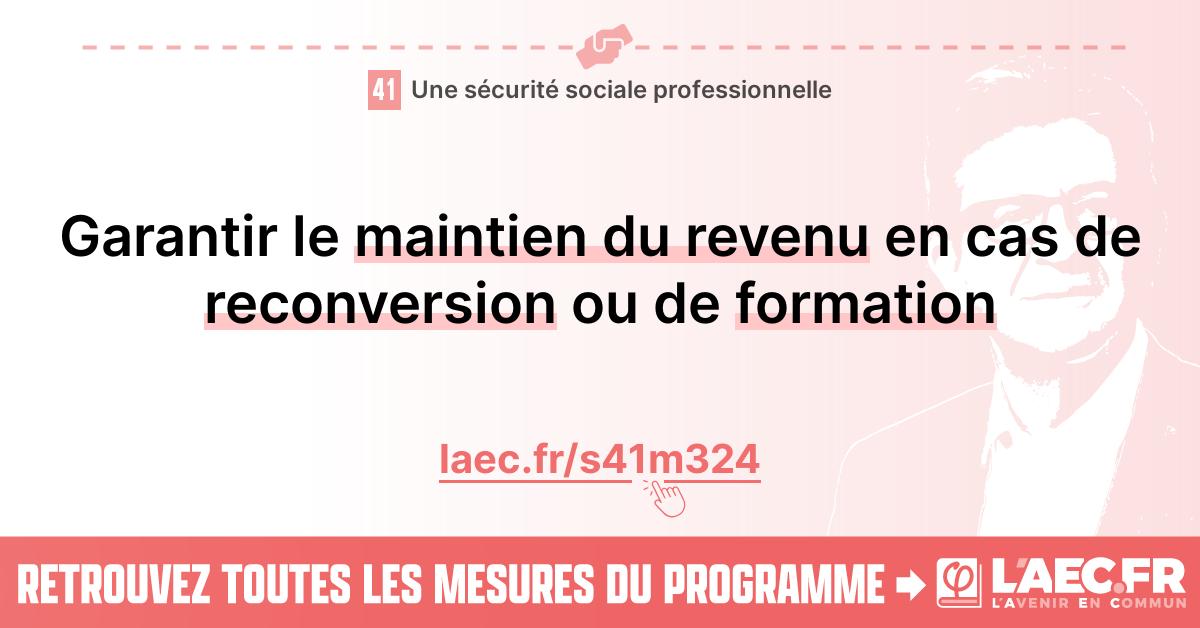 41 Une sécurité sociale professionnelle
Garantir le maintien du revenu en cas de
reconversion ou de formation
laec.fr/s41m324
RETROUVEZ TOUTES LES MESURES DU PROGRAMME
φ L'AEC.FR
L'AVENIR EN COMMUN